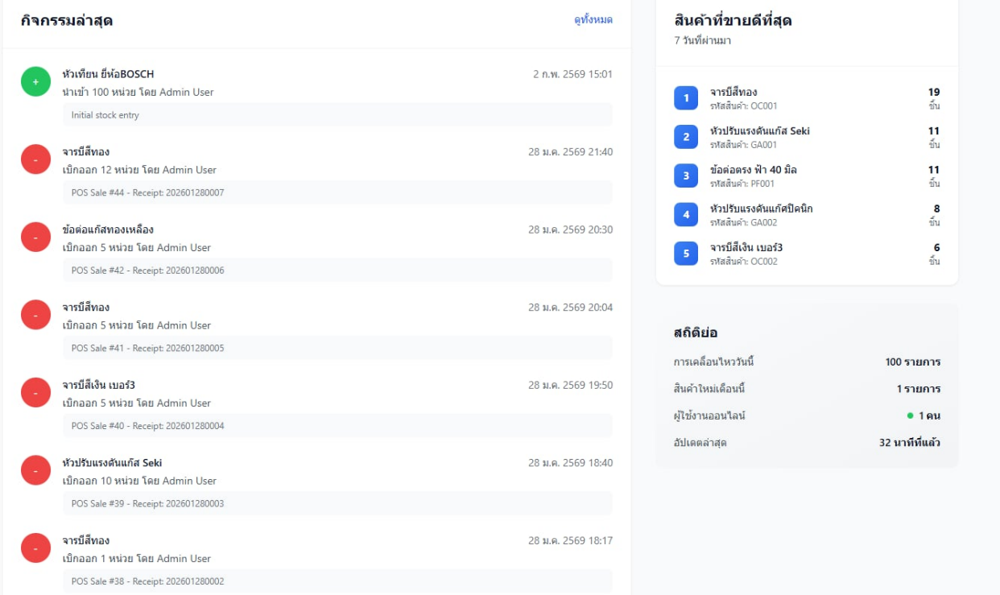 กิจกรรมล่าสุด
ดูทั้งหมด
+
หัวเทียน ยี่ห้อBOSCH
2 ก.พ. 2569 15:01
นำเข้า 100 หน่วย โดย Admin User
Initial stock entry
-
จารบีสีทอง
28 ม.ค. 2569 21:40
เบิกออก 12 หน่วย โดย Admin User
POS Sale #44 - Receipt: 202601280007
-
ข้อต่อแก๊สทองเหลือง
28 ม.ค. 2569 20:30
เบิกออก 5 หน่วย โดย Admin User
POS Sale #42 - Receipt: 202601280006
-
จารบีสีทอง
28 ม.ค. 2569 20:04
เบิกออก 5 หน่วย โดย Admin User
POS Sale #41 - Receipt: 202601280005
-
จารบีสีเงิน เบอร์3
28 ม.ค. 2569 19:50
เบิกออก 5 หน่วย โดย Admin User
POS Sale #40 - Receipt: 202601280004
-
หัวปรับแรงดันแก๊ส Seki
28 ม.ค. 2569 18:40
เบิกออก 10 หน่วย โดย Admin User
POS Sale #39 - Receipt: 202601280003
-
จารบีสีทอง
28 ม.ค. 2569 18:17
เบิกออก 1 หน่วย โดย Admin User
POS Sale #38 - Receipt: 202601280002
สินค้าที่ขายดีที่สุด
7 วันที่ผ่านมา
1
จารบีสีทอง
19
รหัสสินค้า: OC001
ชิ้น
2
หัวปรับแรงดันแก๊ส Seki
11
รหัสสินค้า: GA001
ชิ้น
3
ข้อต่อตรง ฟ้า 40 มิล
11
รหัสสินค้า: PF001
ชิ้น
4
หัวปรับแรงดันแก๊สปิคนิก
8
รหัสสินค้า: GA002
ชิ้น
5
จารบีสีเงิน เบอร์3
6
รหัสสินค้า: OC002
ชิ้น
สถิติย่อ
การเคลื่อนไหววันนี้
100 รายการ
สินค้าใหม่เดือนนี้
1 รายการ
ผู้ใช้งานออนไลน์
1 คน
อัปเดตล่าสุด
32 นาทีที่แล้ว